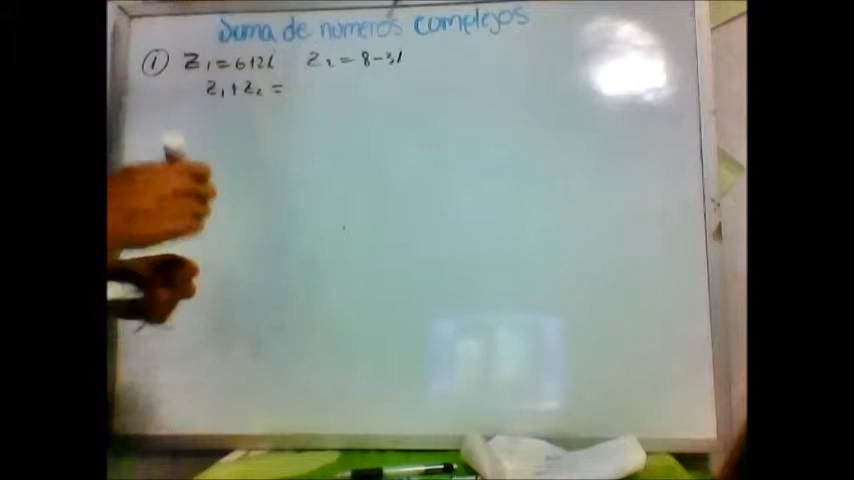 Suma de numeros complejos
① Z₁ = 6+2i Z₂ = 8-3i
Z₁+Z₂ =